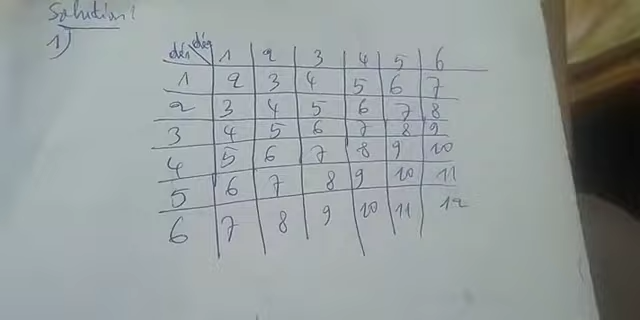 Solution:
1)
dé1 dé2 1 2 3 4 5 6
1 2 3 4 5 6 7
2 3 4 5 6 7 8
3 4 5 6 7 8 9
4 5 6 7 8 9 10
5 6 7 8 9 10 11
6 7 8 9 10 11 12